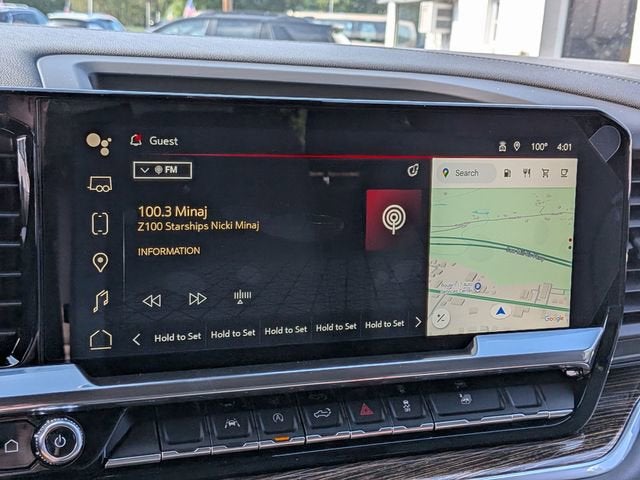 Guest
100°
4:01
FM
Search
100.3 Minaj
Z100 Starships Nicki Minaj
INFORMATION
Hold to Set
Hold to Set
Hold to Set
Hold to Set
Hold to Set
Google